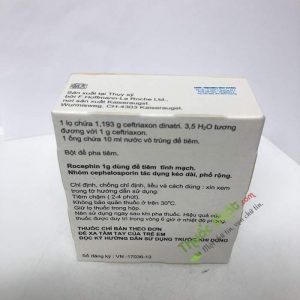 Sản xuất tại Thụy sỹ
bởi F.Hoffmann-La Roche Ltd.,
nơi sản xuất Kaiseraugst.
Wurmisweg, CH-4303 Kaiseraugst.
1 lọ chứa 1,193 g ceftriaxon dinatri. 3,5 H₂O tương
đương với 1 g ceftriaxon.
1 ống chứa 10 ml nước vô trùng để tiêm.
Bột để pha tiêm.
Rocephin 1g dùng để tiêm tĩnh mạch.
Nhóm cephalosporin tác dụng kéo dài, phổ rộng.
Chỉ định, chống chỉ định, liều và cách dùng : xin xem
trong tờ hướng dẫn sử dụng
Tiêm chậm ( 2-4 phút)
Không bảo quản thuốc ở trên 30°C.
Giữ lọ thuốc trong hộp.
Nên sử dụng ngay sau khi pha thuốc. Hiệu quả của
THUỐC CHỈ BÁN THEO ĐƠN
ĐỂ XA TẦM TAY CỦA TRẺ EM
ĐỌC KỸ HƯỚNG DẪN SỬ DỤNG TRƯỚC KHI DÙNG
Số đăng ký : VN -17036-13